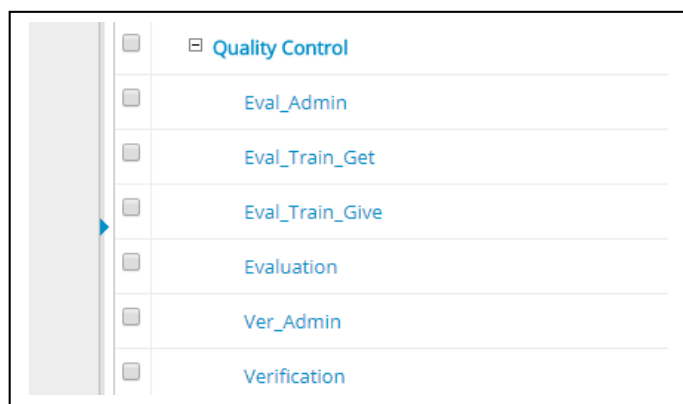 Quality Control
Eval_Admin
Eval_Train_Get
Eval_Train_Give
Evaluation
Ver_Admin
Verification